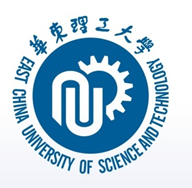 華東理工大學
EAST CHINA UNIVERSITY OF SCIENCE AND TECHNOLOGY